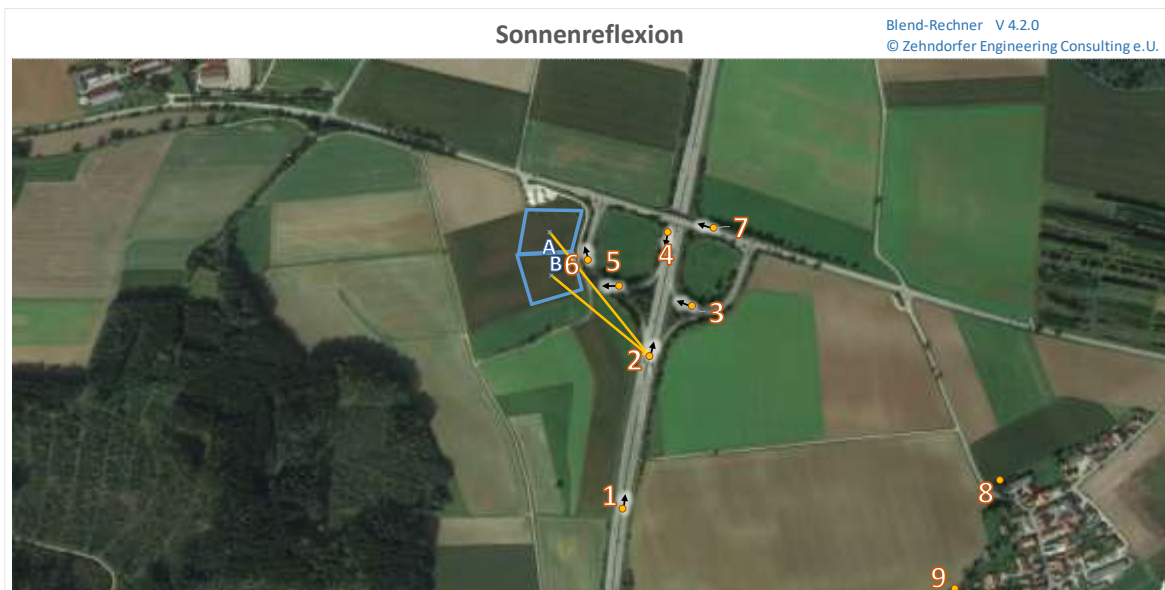 Sonnenreflexion
Blend-Rechner V 4.2.0
© Zehndorfer Engineering Consulting e.U.
7
A
4
B 6 5
3
2
1
8
9